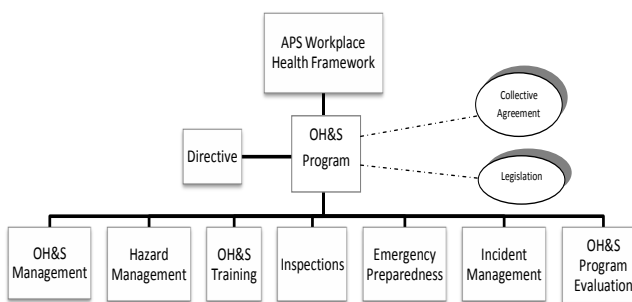 APS Workplace
Health Framework
Collective
Agreement
OH&S
Program
Directive
Legislation
OH&S
Management
Hazard
Management
OH&S
Training
Inspections
Emergency
Preparedness
Incident
Management
OH&S
Program
Evaluation